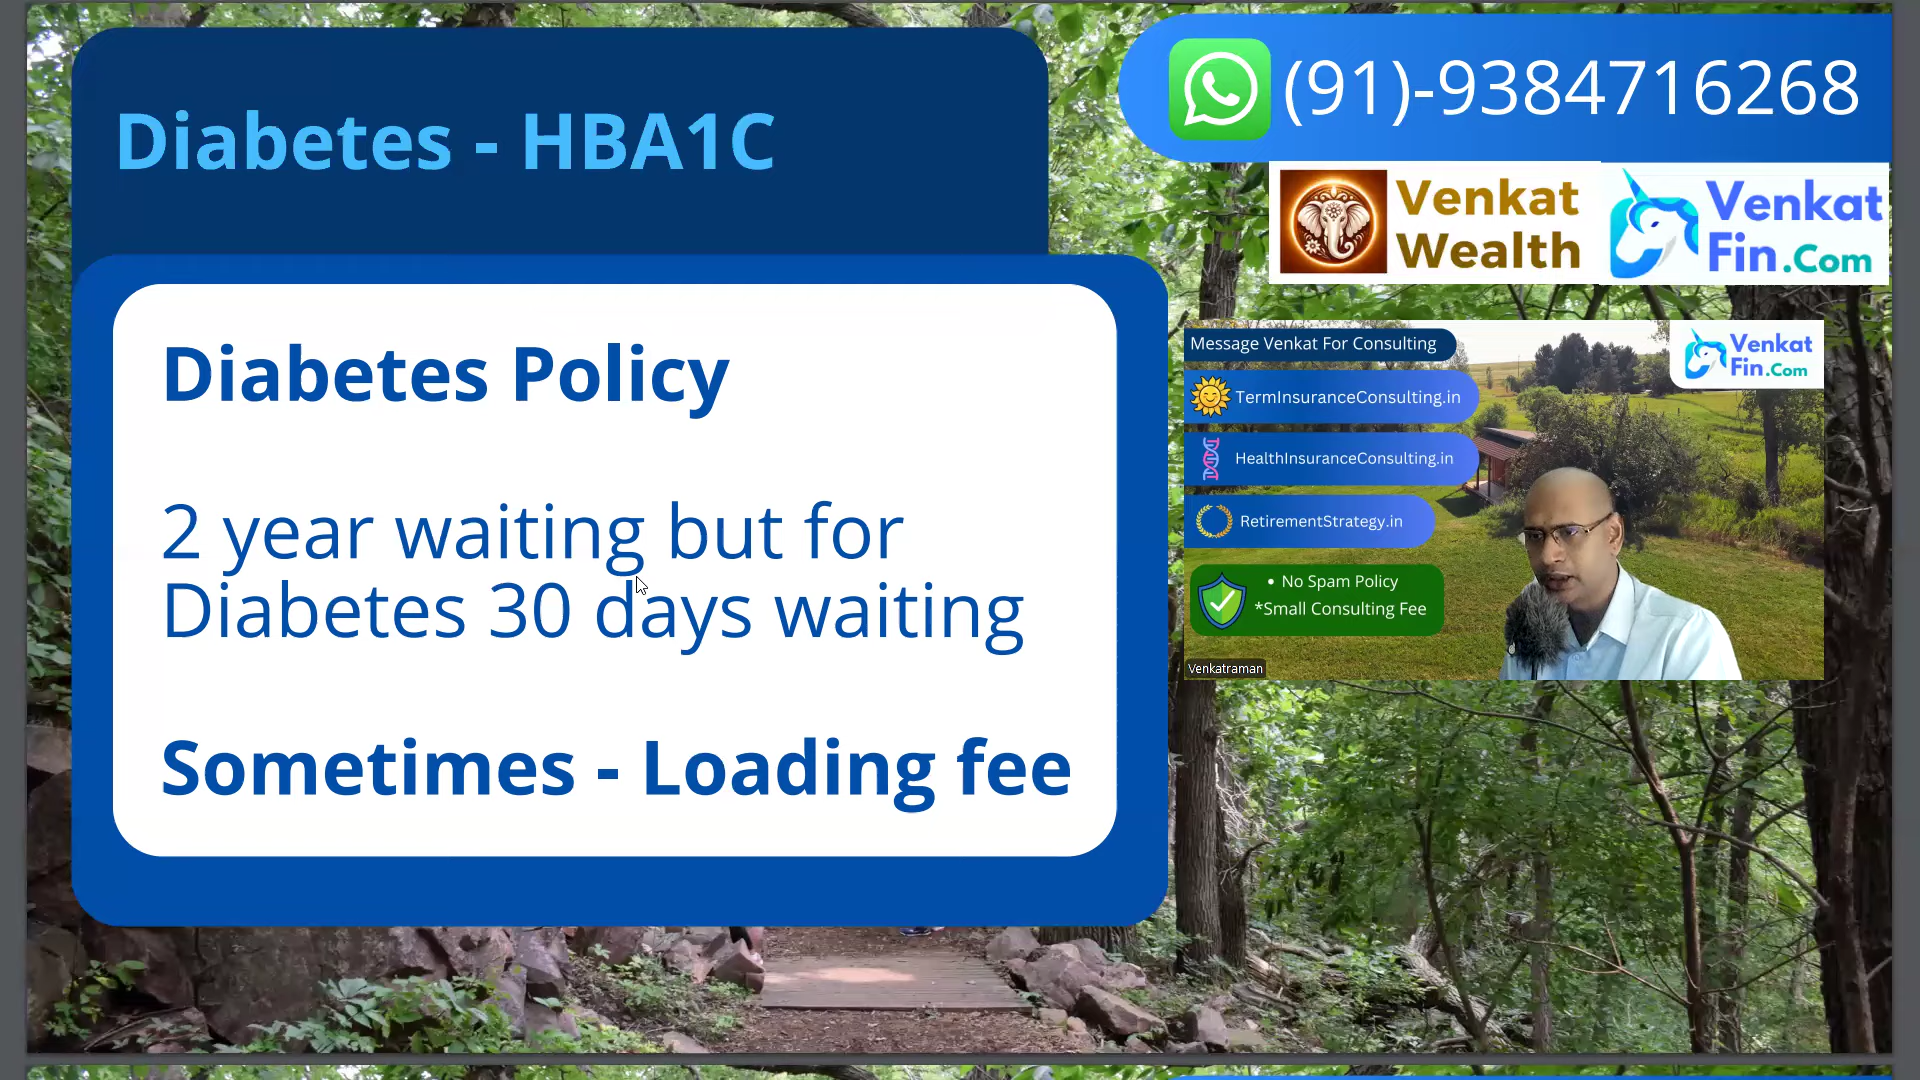 Diabetes - HBA1C
(91)-9384716268
Venkat
Wealth
Venkat
Fin.Com
Diabetes Policy
2 year waiting but for
Diabetes 30 days waiting
Sometimes - Loading fee
Message Venkat For Consulting
Venkat
Fin.Com
TermInsuranceConsulting.in
HealthInsuranceConsulting.in
RetirementStrategy.in
• No Spam Policy
*Small Consulting Fee
Venkatraman